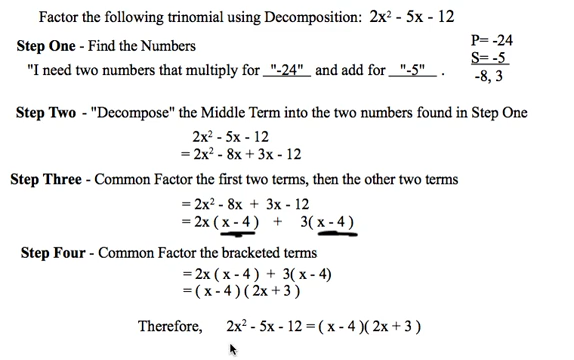 Factor the following trinomial using Decomposition: 2x² - 5x - 12
Step One - Find the Numbers
P= -24
S= -5
-8, 3
"I need two numbers that multiply for "-24" and add for "-5" .
Step Two - "Decompose" the Middle Term into the two numbers found in Step One
2x² - 5x - 12
= 2x² - 8x + 3x - 12
Step Three - Common Factor the first two terms, then the other two terms
= 2x² - 8x + 3x - 12
= 2x ( x - 4 ) + 3( x - 4 )
Step Four - Common Factor the bracketed terms
= 2x ( x - 4 ) + 3( x - 4)
= ( x - 4 ) ( 2x + 3 )
Therefore, 2x² - 5x - 12 = ( x - 4 )( 2x + 3 )